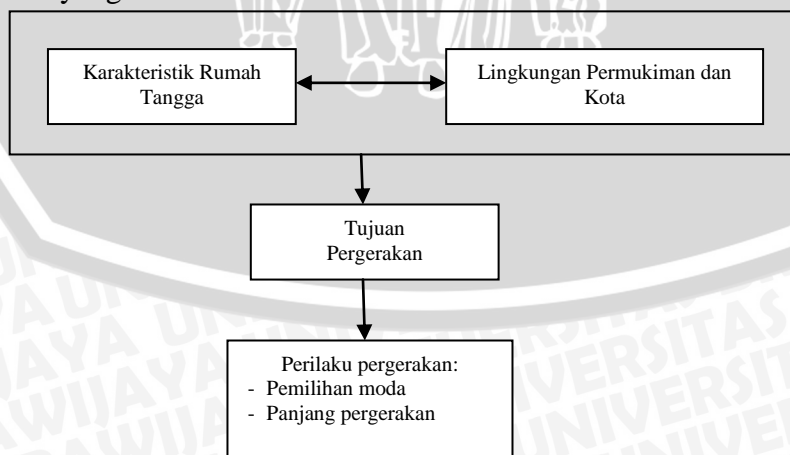 Karakteristik Rumah
Tangga
Lingkungan Permukiman dan
Kota
Tujuan
Pergerakan
Perilaku pergerakan:
- Pemilihan moda
- Panjang pergerakan